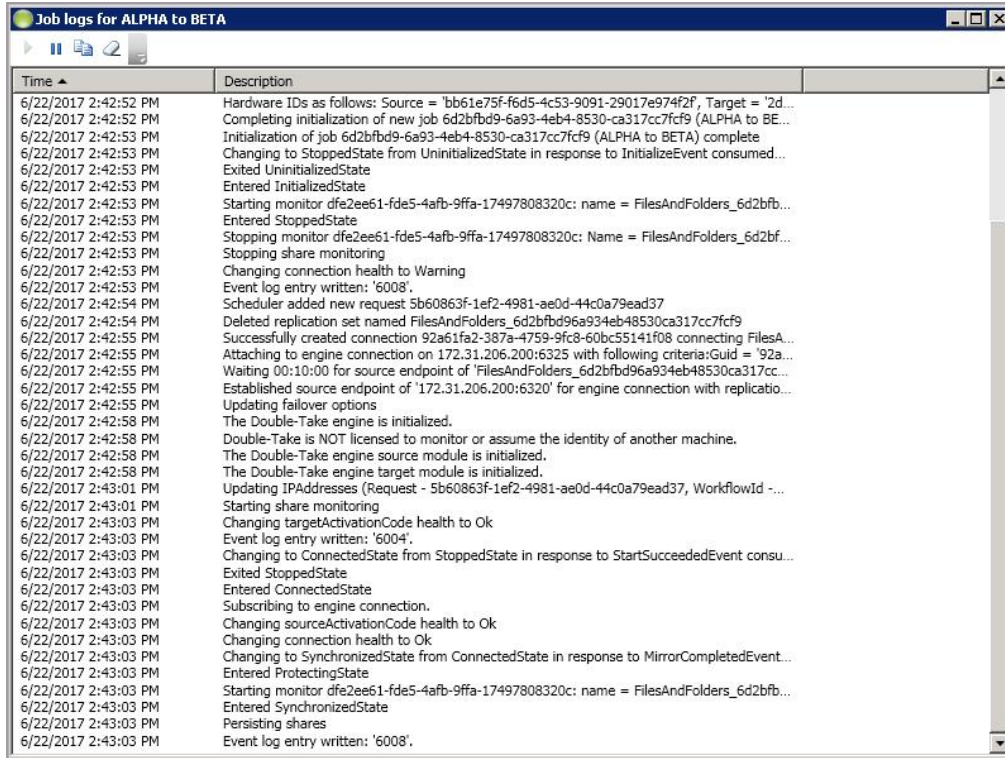 Job logs for ALPHA to BETA
Time Description
6/22/2017 2:42:52 PM Hardware IDs as follows: Source = 'bb61e75f-f6d5-4c53-9091-29017e974f2f', Target = '2d...
6/22/2017 2:42:52 PM Completing initialization of new job 6d2bfbd9-6a93-4eb4-8530-ca317cc7fcf9 (ALPHA to BE...
6/22/2017 2:42:53 PM Initialization of job 6d2bfbd9-6a93-4eb4-8530-ca317cc7fcf9 (ALPHA to BETA) complete
6/22/2017 2:42:53 PM Changing to StoppedState from UninitializedState in response to InitializeEvent consumed...
6/22/2017 2:42:53 PM Exited UninitializedState
6/22/2017 2:42:53 PM Entered InitializedState
6/22/2017 2:42:53 PM Starting monitor dfe2ee61-fde5-4afb-9ffa-17497808320c: name = FilesAndFolders_6d2bfb...
6/22/2017 2:42:53 PM Entered StoppedState
6/22/2017 2:42:53 PM Stopping monitor dfe2ee61-fde5-4afb-9ffa-17497808320c: Name = FilesAndFolders_6d2bf...
6/22/2017 2:42:53 PM Stopping share monitoring
6/22/2017 2:42:53 PM Changing connection health to Warning
6/22/2017 2:42:53 PM Event log entry written: '6008'.
6/22/2017 2:42:54 PM Scheduler added new request 5b60863f-1ef2-4981-ae0d-44c0a79ead37
6/22/2017 2:42:54 PM Deleted replication set named FilesAndFolders_6d2bfbd96a934eb48530ca317cc7fcf9
6/22/2017 2:42:55 PM Successfully created connection 92a61fa2-387a-4759-9fc8-60bc55141f08 connecting FilesA...
6/22/2017 2:42:55 PM Attaching to engine connection on 172.31.206.200:6325 with following criteria:Guid = '92a...
6/22/2017 2:42:55 PM Waiting 00:10:00 for source endpoint of 'FilesAndFolders_6d2bfbd96a934eb48530ca317cc...
6/22/2017 2:42:55 PM Established source endpoint of '172.31.206.200:6320' for engine connection with replicatio...
6/22/2017 2:42:55 PM Updating failover options
6/22/2017 2:42:58 PM The Double-Take engine is initialized.
6/22/2017 2:42:58 PM Double-Take is NOT licensed to monitor or assume the identity of another machine.
6/22/2017 2:42:58 PM The Double-Take engine source module is initialized.
6/22/2017 2:42:58 PM The Double-Take engine target module is initialized.
6/22/2017 2:43:01 PM Updating IPAddresses (Request - 5b60863f-1ef2-4981-ae0d-44c0a79ead37, WorkflowId -...
6/22/2017 2:43:01 PM Starting share monitoring
6/22/2017 2:43:03 PM Changing targetActivationCode health to Ok
6/22/2017 2:43:03 PM Event log entry written: '6004'.
6/22/2017 2:43:03 PM Changing to ConnectedState from StoppedState in response to StartSucceededEvent consu...
6/22/2017 2:43:03 PM Exited StoppedState
6/22/2017 2:43:03 PM Entered ConnectedState
6/22/2017 2:43:03 PM Subscribing to engine connection.
6/22/2017 2:43:03 PM Changing sourceActivationCode health to Ok
6/22/2017 2:43:03 PM Changing connection health to Ok
6/22/2017 2:43:03 PM Changing to SynchronizedState from ConnectedState in response to MirrorCompletedEvent...
6/22/2017 2:43:03 PM Entered ProtectingState
6/22/2017 2:43:03 PM Starting monitor dfe2ee61-fde5-4afb-9ffa-17497808320c: name = FilesAndFolders_6d2bfb...
6/22/2017 2:43:03 PM Entered SynchronizedState
6/22/2017 2:43:03 PM Persisting shares
6/22/2017 2:43:03 PM Event log entry written: '6008'.